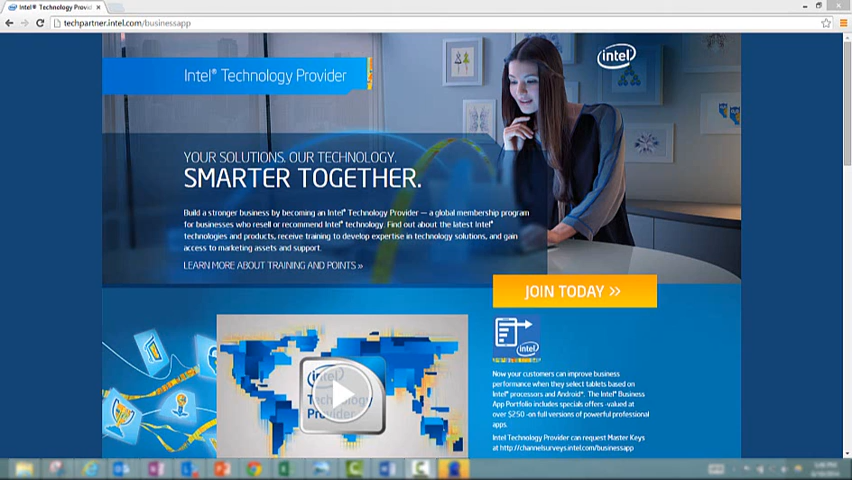 Intel® Technology Provid
techpartner.intel.com/businessapp
intel
Intel® Technology Provider
YOUR SOLUTIONS. OUR TECHNOLOGY.
SMARTER TOGETHER.
Build a stronger business by becoming an Intel® Technology Provider — a global membership program
for businesses who resell or recommend Intel® technology. Find out about the latest Intel®
technologies and products, receive training to develop expertise in technology solutions, and gain
access to marketing assets and support.
LEARN MORE ABOUT TRAINING AND POINTS »
JOIN TODAY »
intel
intel
Technology
Provider
Now your customers can improve business
performance when they select tablets based on
Intel® processors and Android*. The Intel® Business
App Portfolio includes specials offers -valued at
over $250 -on full versions of powerful professional
apps.
Intel Technology Provider can request Master Keys
at http://channelsurveys.intel.com/businessapp